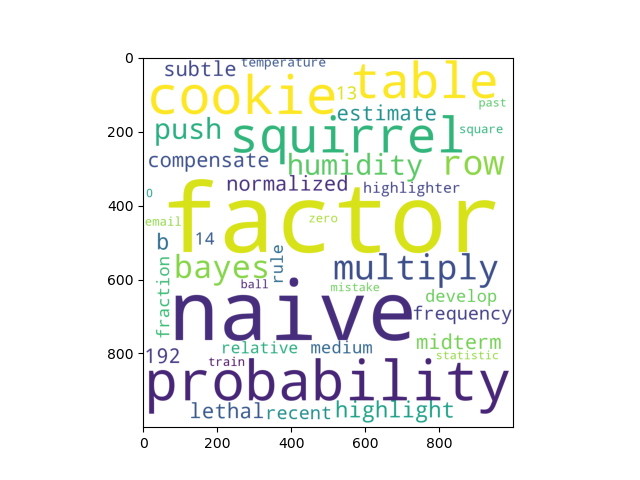 0
200
400
600
800
0
200
400
600
800
subtle
temperature
cookie
13
table
past
push
estimate
squirrel
square
compensate
humidity
row
0
normalized
highlighter
factor
email
b
14
zero
bayes
rule
multiply
fraction
ball
mistake
develop
naive
frequency
192
relative
medium
midterm
train
statistic
probability
lethal
recent
highlight